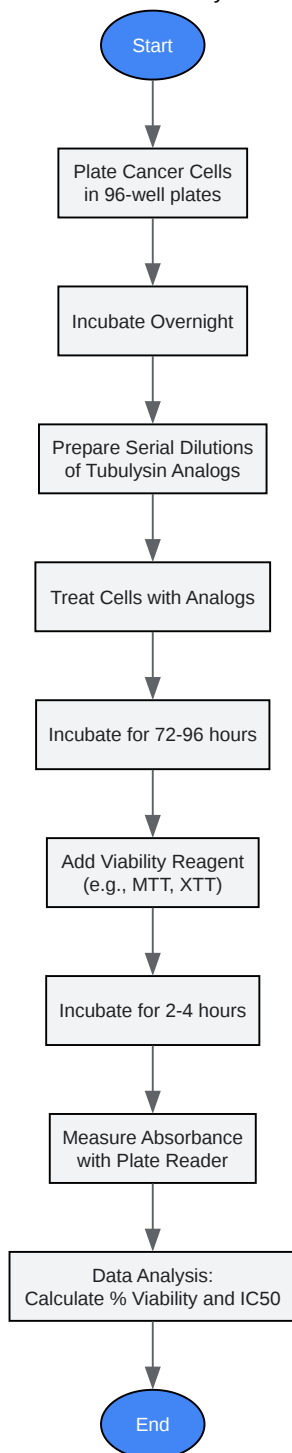 Start
Plate Cancer Cells
in 96-well plates
Incubate Overnight
Prepare Serial Dilutions
of Tubulysin Analogs
Treat Cells with Analogs
Incubate for 72-96 hours
Add Viability Reagent
(e.g., MTT, XTT)
Incubate for 2-4 hours
Measure Absorbance
with Plate Reader
Data Analysis:
Calculate % Viability and IC50
End